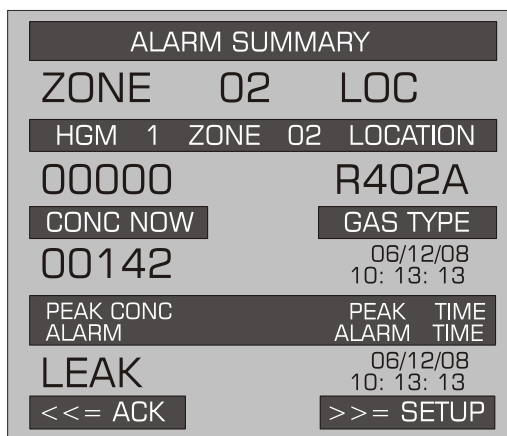 ALARM SUMMARY
ZONE 02 LOC
HGM 1 ZONE 02 LOCATION
00000 R402A
CONC NOW GAS TYPE
00142 06/12/08
10: 13: 13
PEAK CONC PEAK TIME
ALARM ALARM TIME
LEAK 06/12/08
10: 13: 13
<<= ACK >>= SETUP